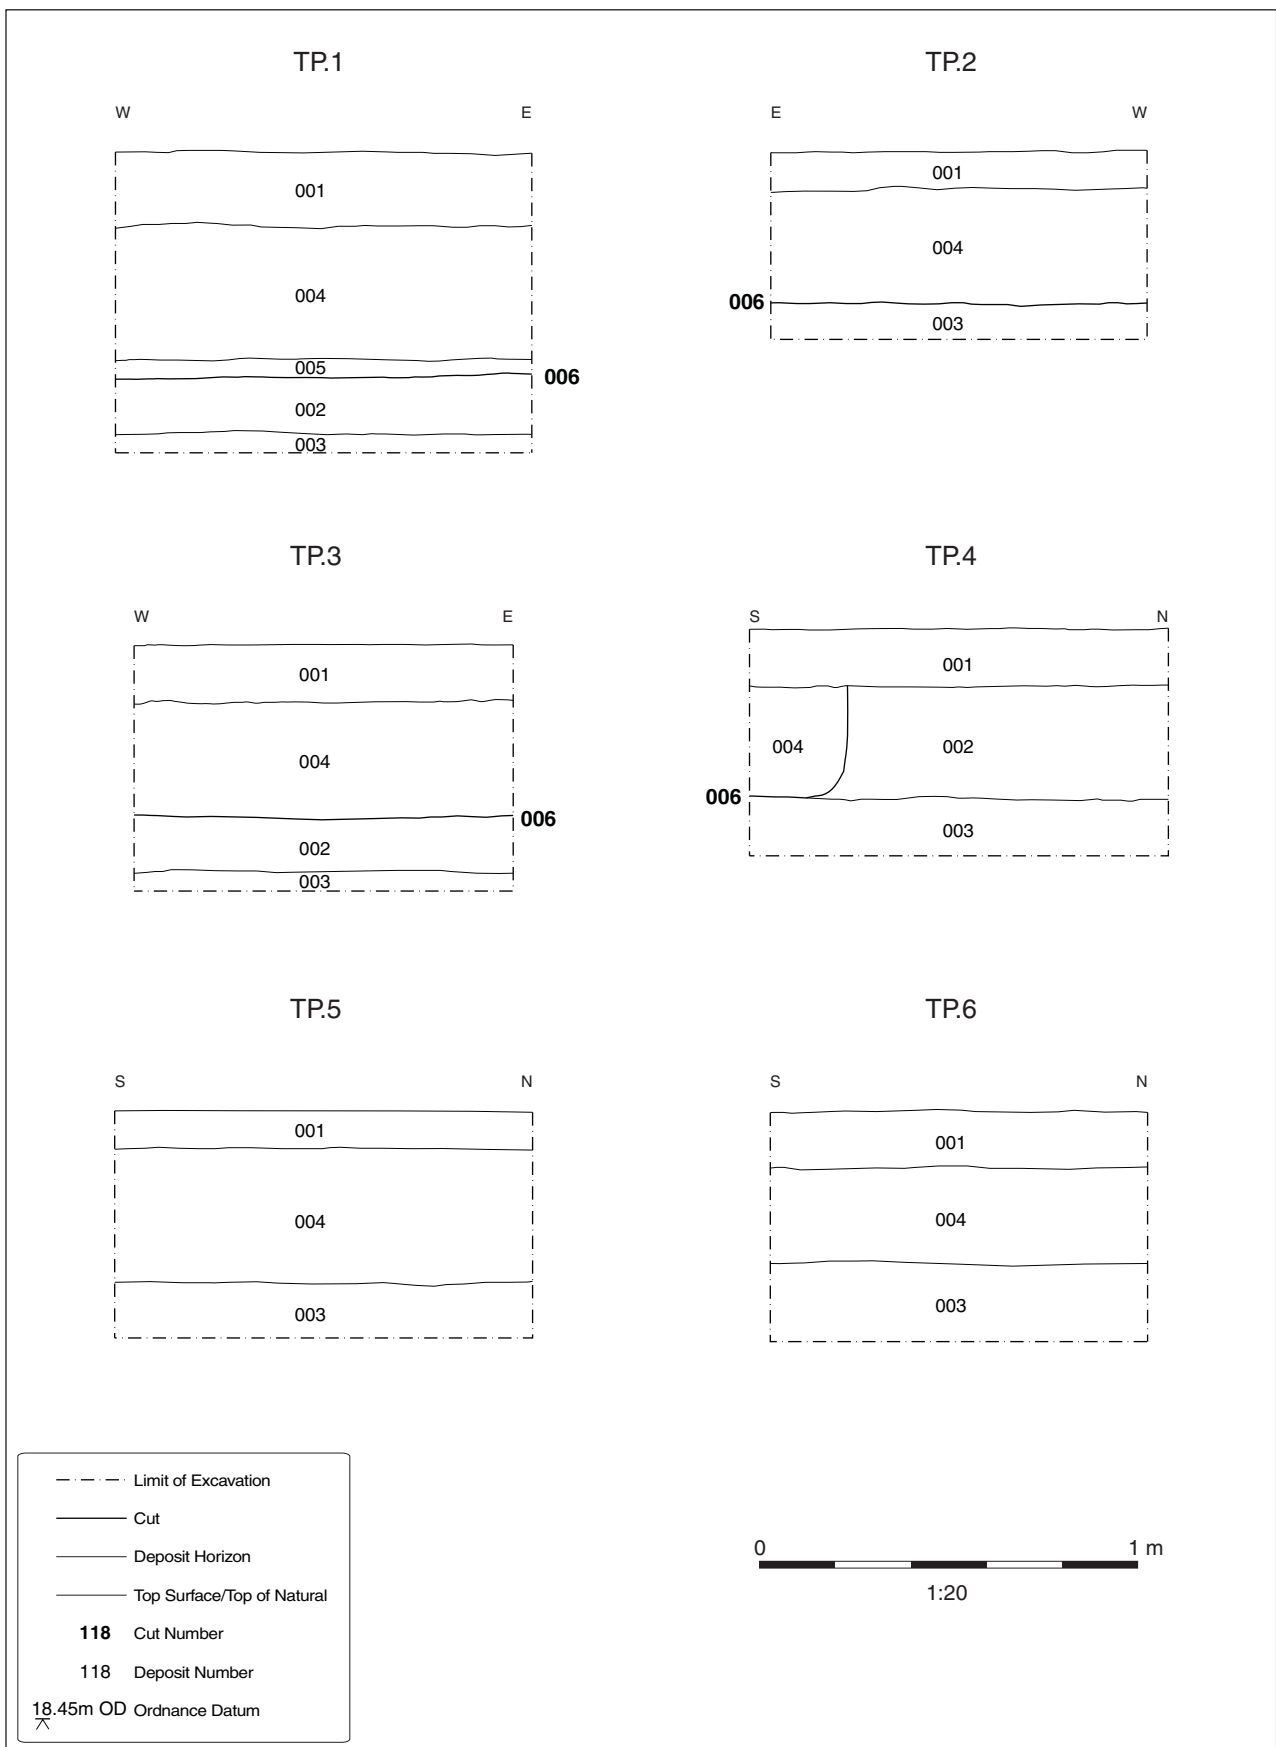 TP.1
W E
001
004
005
006
002
003
TP.2
E W
001
004
006
003
TP.3
W E
001
004
006
002
003
TP.4
S N
001
004 002
006
003
TP.5
S N
001
004
003
TP.6
S N
001
004
003
Limit of Excavation
Cut
Deposit Horizon
Top Surface/Top of Natural
118 Cut Number
118 Deposit Number
18.45m OD Ordnance Datum
0 1 m
1:20